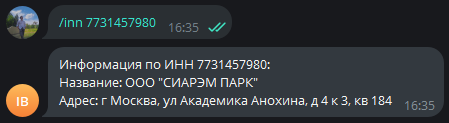 /inn 7731457980
16:35
Информация по ИНН 7731457980:
Название: ООО "СИАРЭМ ПАРК"
Адрес: г Москва, ул Академика Анохина, д 4 к 3, кв 184
16:35
IB